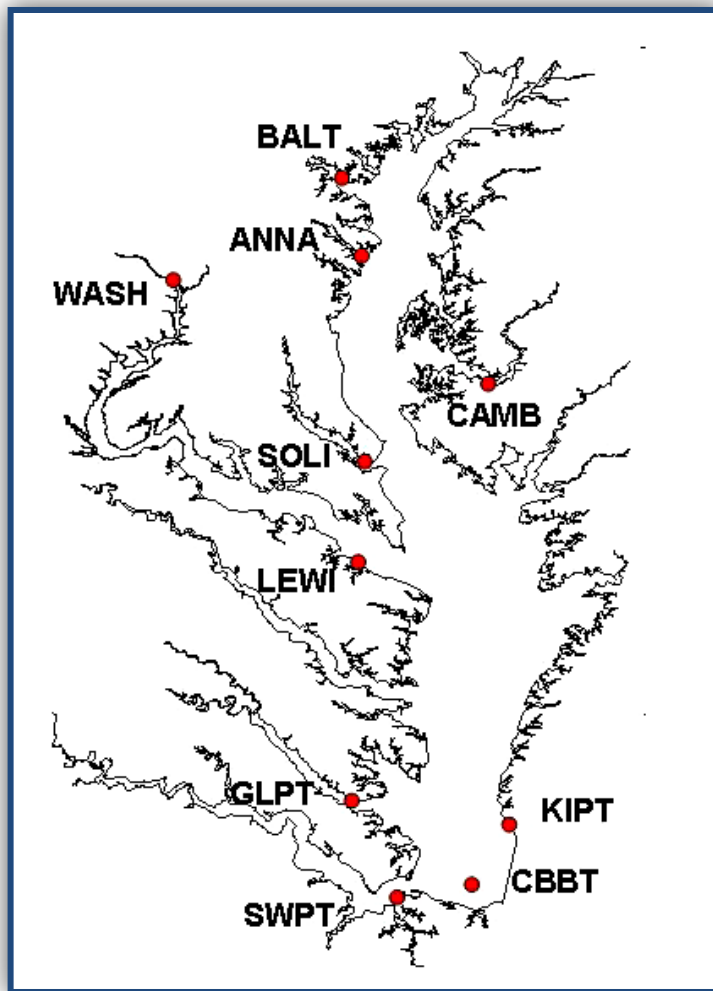 BALT
ANNA
WASH
CAMB
SOLI
LEWI
GLPT
KIPT
CBBT
SWPT